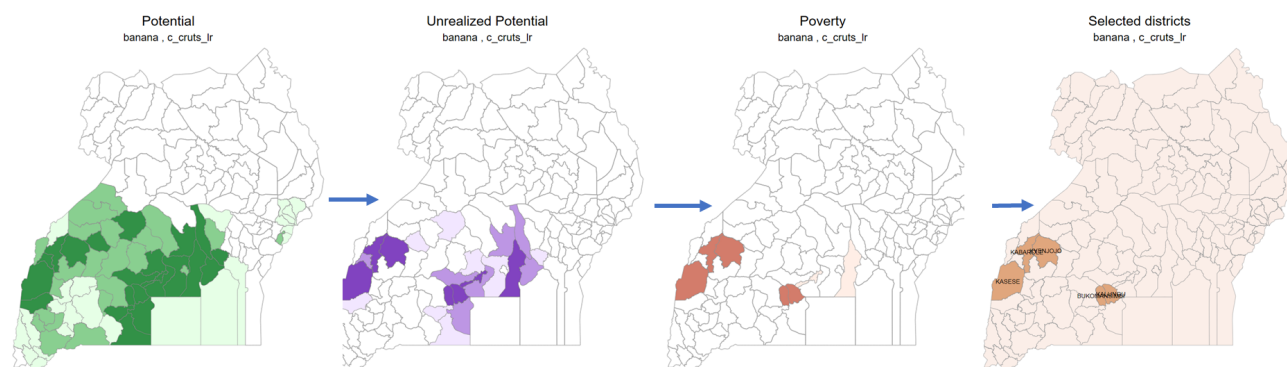 Potential
banana , c_cruts_lr
Unrealized Potential
banana , c_cruts_lr
Poverty
banana , c_cruts_lr
Selected districts
banana , c_cruts_lr
KASESE